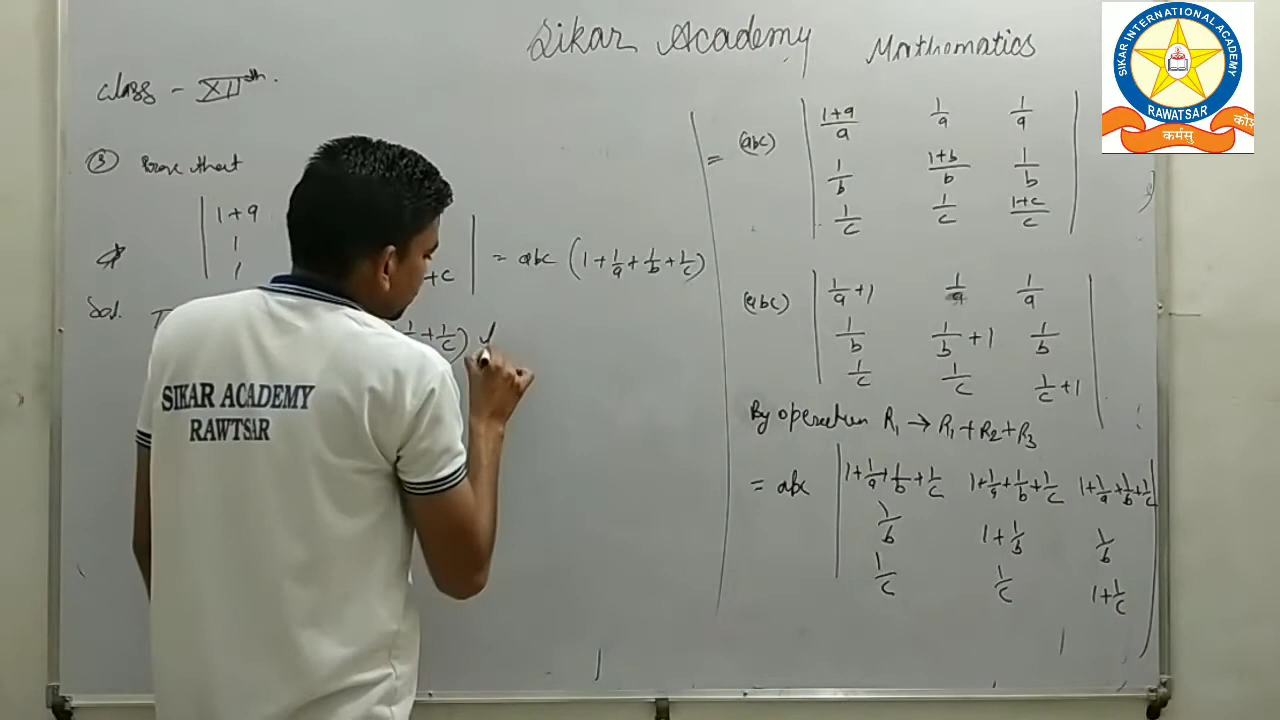 Sikar Academy Mathematics
Class - XIIth.
③ Prove that
| 1+a
1
1 +c | = abc (1+1/a+1/b+1/c)
Sol.
1/a +1/c) ✓
= (abc) | (1+a)/a 1/a 1/a |
1/b (1+b)/b 1/b
1/c 1/c (1+c)/c
(abc) | 1/a+1 1/a 1/a |
1/b 1/b+1 1/b
1/c 1/c 1/c+1
By operation R₁ → R₁+R₂+R₃
= abc | 1+1/a+1/b+1/c 1+1/a+1/b+1/c 1+1/a+1/b+1/c |
1/b 1+1/b 1/b
1/c 1/c 1+1/c
SIKAR ACADEMY
RAWTSAR
SIKAR INTERNATIONAL ACADEMY
RAWATSAR
कर्मसु